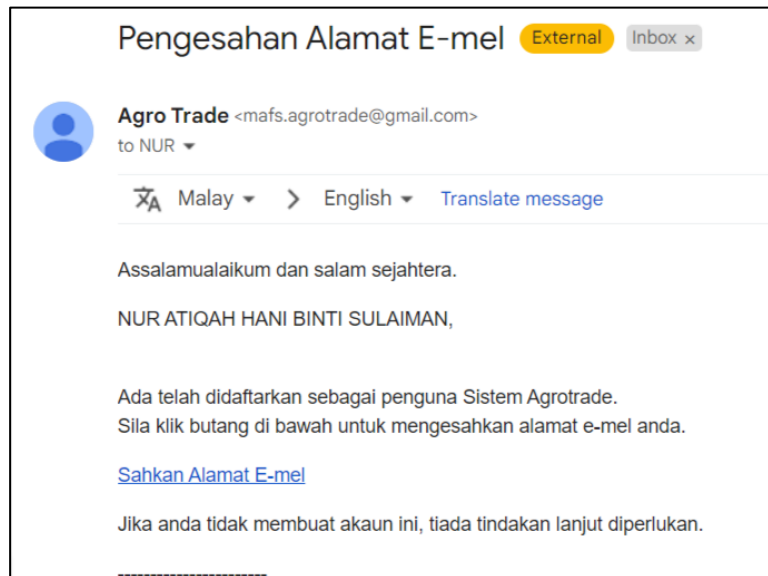 Pengesahan Alamat E-mel External Inbox ×
Agro Trade <mafs.agrotrade@gmail.com>
to NUR
Malay > English Translate message
Assalamualaikum dan salam sejahtera.
NUR ATIQAH HANI BINTI SULAIMAN,
Ada telah didaftarkan sebagai penguna Sistem Agrotrade.
Sila klik butang di bawah untuk mengesahkan alamat e-mel anda.
Sahkan Alamat E-mel
Jika anda tidak membuat akaun ini, tiada tindakan lanjut diperlukan.
-----------------------